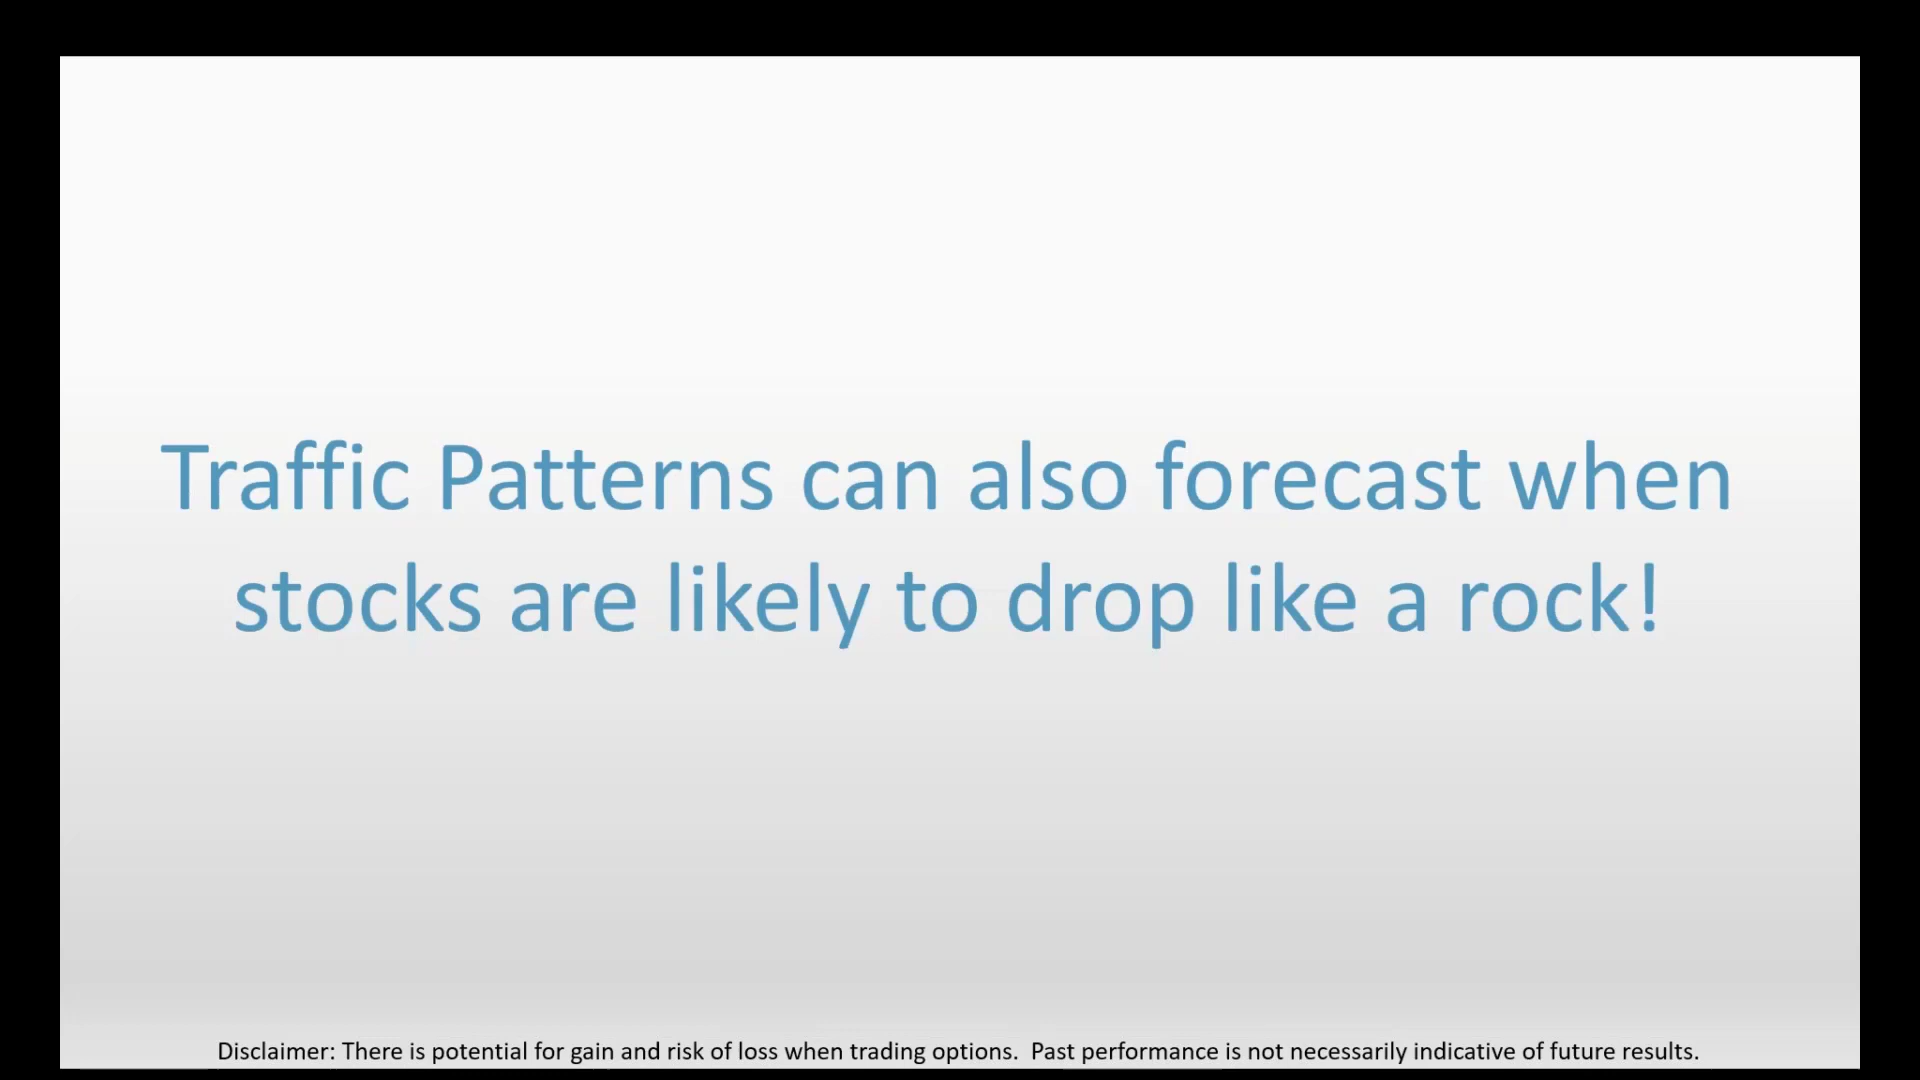 Traffic Patterns can also forecast when
stocks are likely to drop like a rock!
Disclaimer: There is potential for gain and risk of loss when trading options.  Past performance is not necessarily indicative of future results.